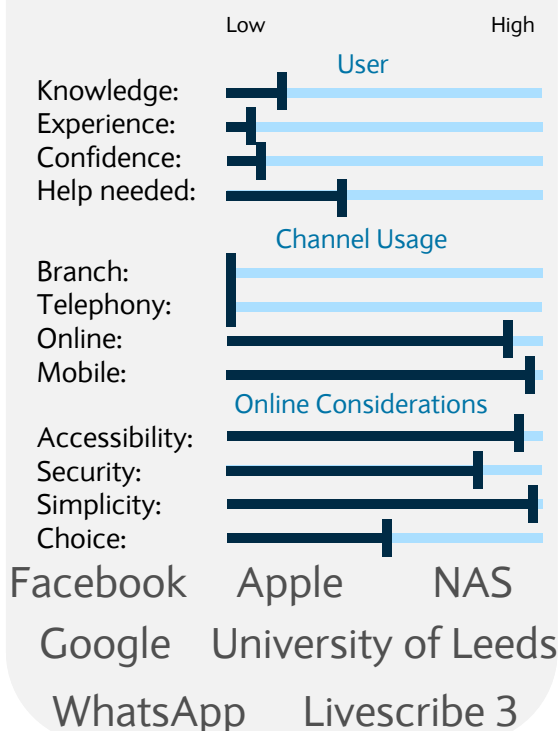 Low High
User
Knowledge:
Experience:
Confidence:
Help needed:
Channel Usage
Branch:
Telephony:
Online:
Mobile:
Online Considerations
Accessibility:
Security:
Simplicity:
Choice:
Facebook Apple NAS
Google University of Leeds
WhatsApp Livescribe 3